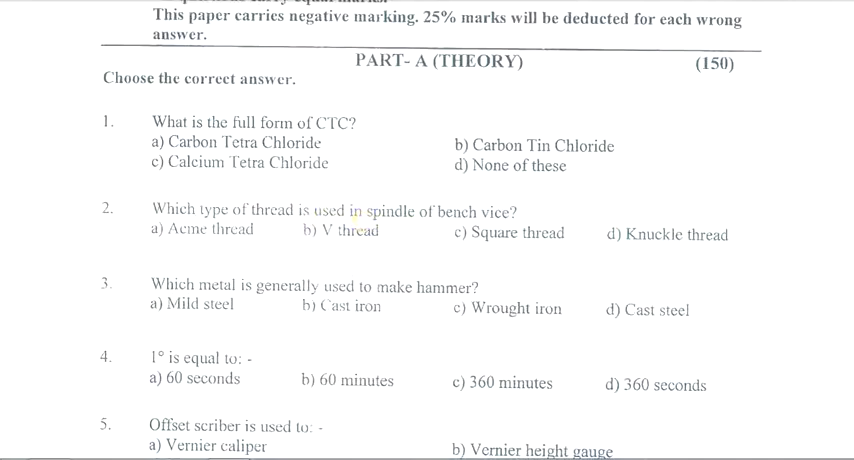 This paper carries negative marking. 25% marks will be deducted for each wrong
answer.
PART- A (THEORY) (150)
Choose the correct answer.
1. What is the full form of CTC?
a) Carbon Tetra Chloride b) Carbon Tin Chloride
c) Calcium Tetra Chloride d) None of these
2. Which type of thread is used in spindle of bench vice?
a) Acme thread b) V thread c) Square thread d) Knuckle thread
3. Which metal is generally used to make hammer?
a) Mild steel b) Cast iron c) Wrought iron d) Cast steel
4. 1° is equal to: -
a) 60 seconds b) 60 minutes c) 360 minutes d) 360 seconds
5. Offset scriber is used to: -
a) Vernier caliper b) Vernier height gauge